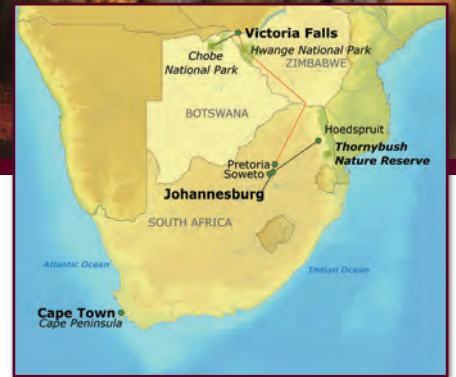 Victoria Falls
Chobe
National Park
Hwange National Park
ZIMBABWE
BOTSWANA
Hoedspruit
Thornybush
Nature Reserve
Pretoria
Soweto
Johannesburg
SOUTH AFRICA
Atlantic Ocean
Indian Ocean
Cape Town
Cape Peninsula